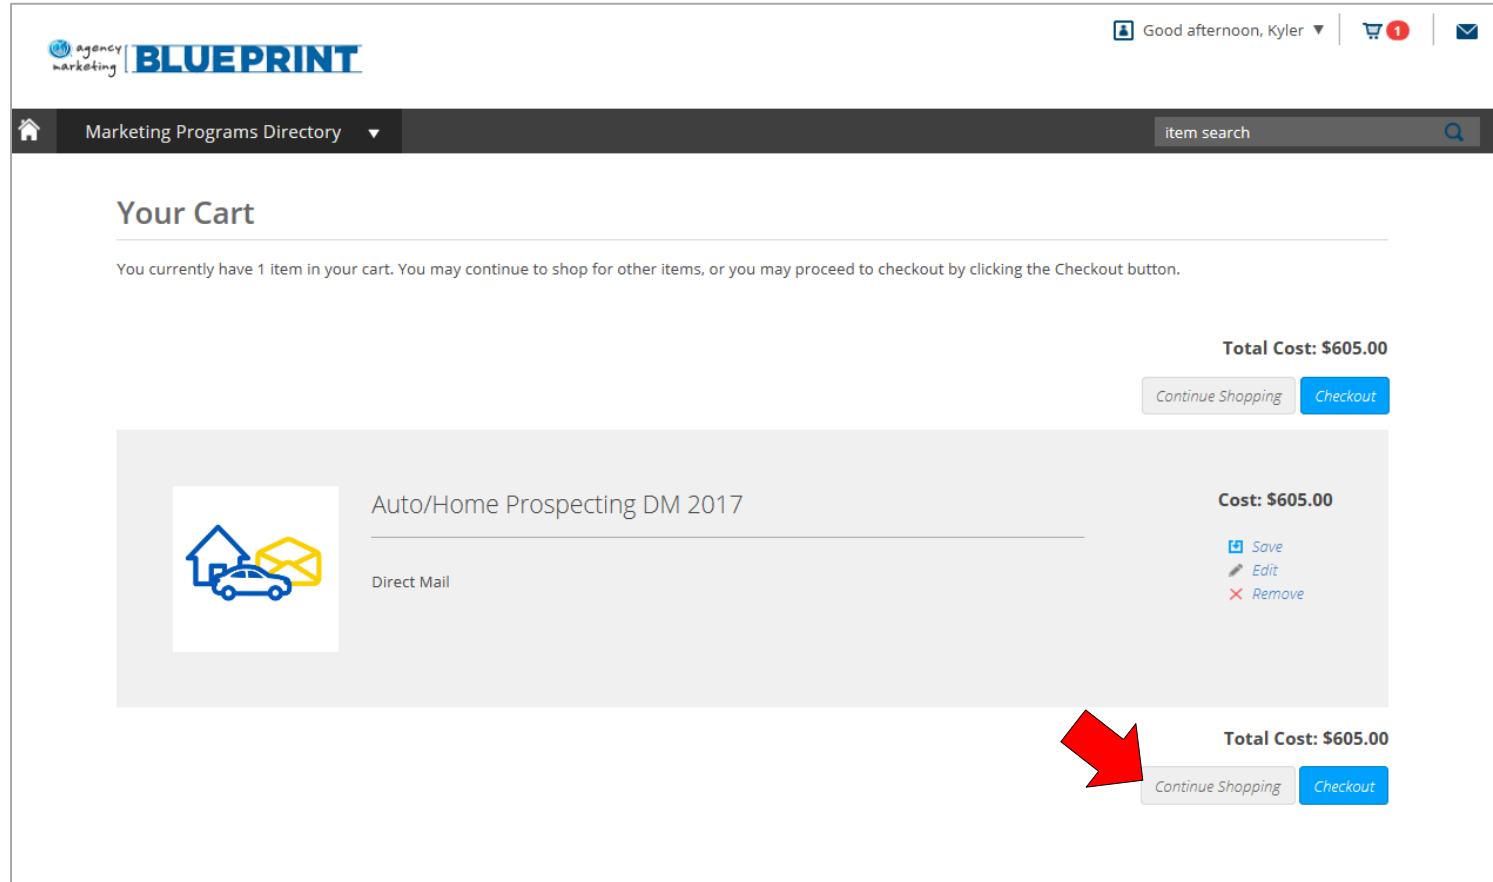 Good afternoon, Kyler ▼
1
agency
marketing
BLUEPRINT
Marketing Programs Directory ▼
item search
Your Cart
You currently have 1 item in your cart. You may continue to shop for other items, or you may proceed to checkout by clicking the Checkout button.
Total Cost: $605.00
Continue Shopping
Checkout
Auto/Home Prospecting DM 2017
Cost: $605.00
Save
Edit
Direct Mail
Remove
Total Cost: $605.00
Continue Shopping
Checkout